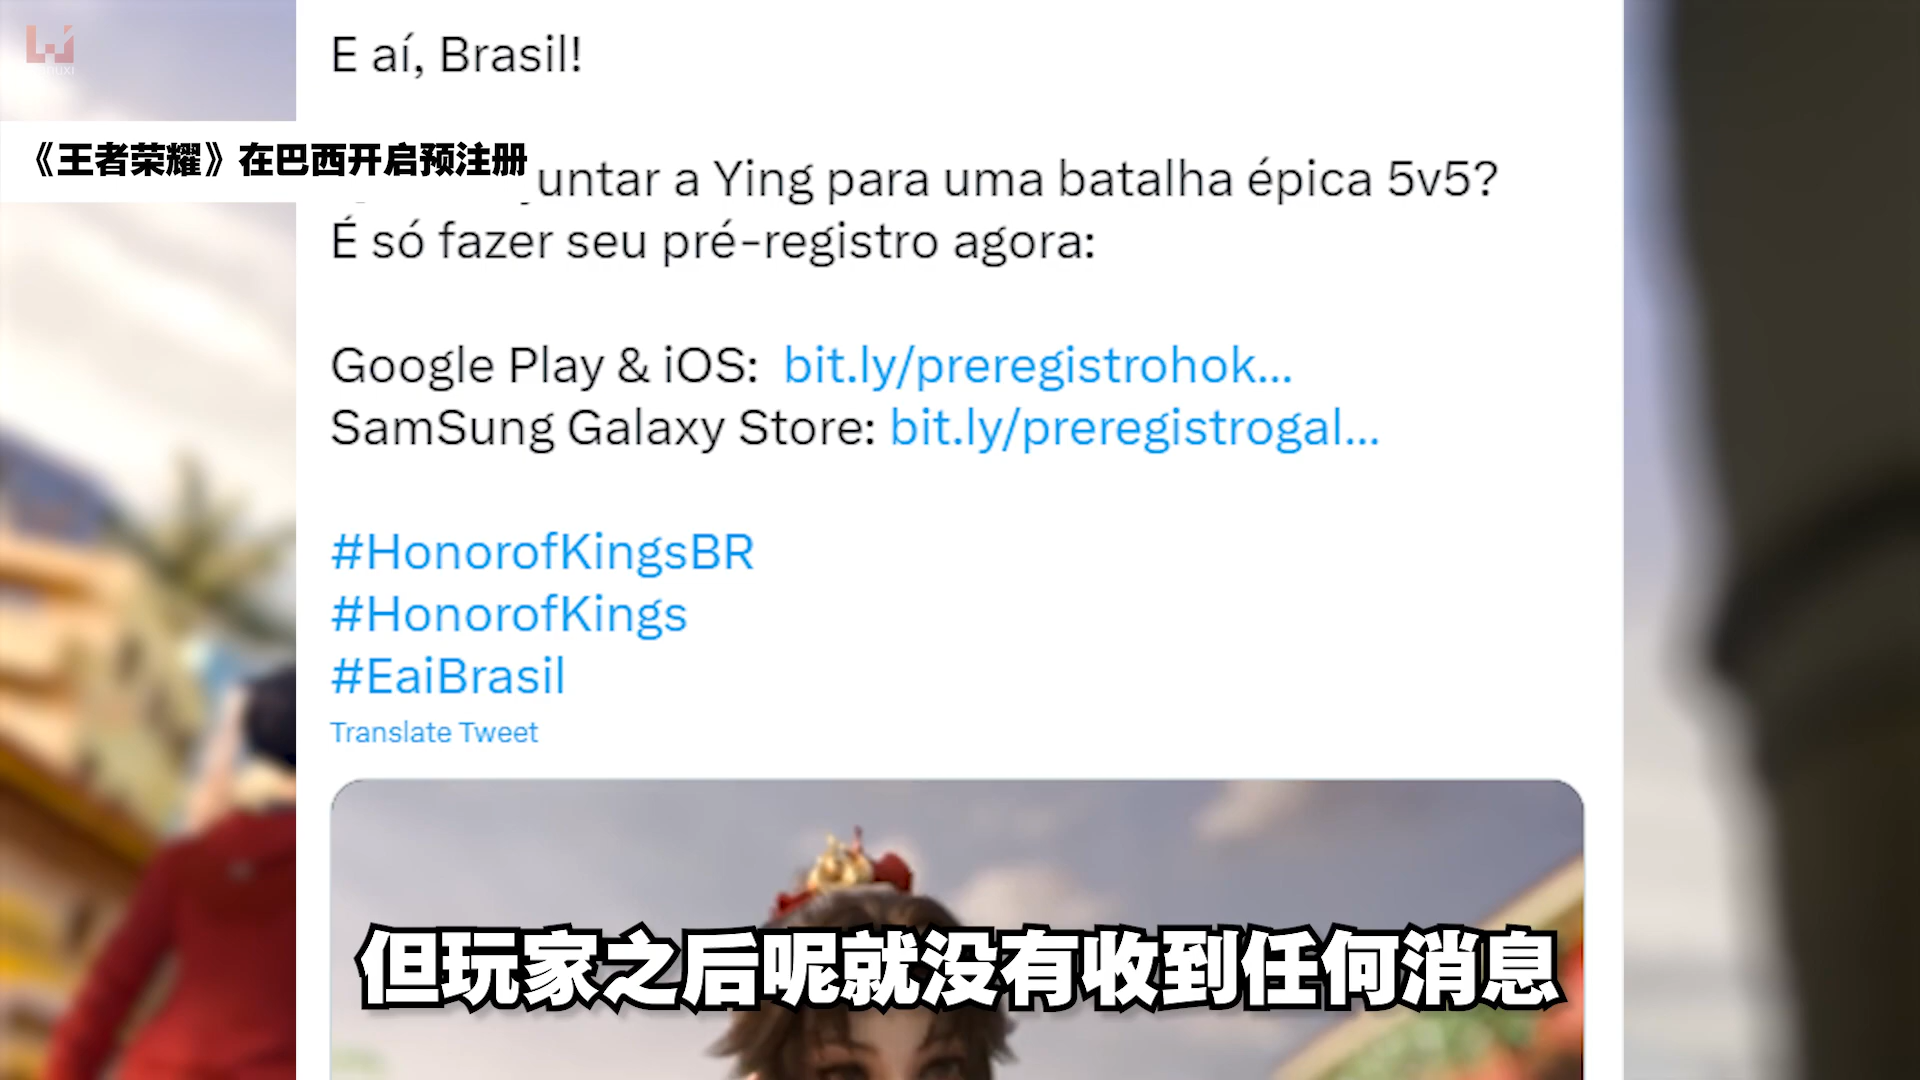 E aí, Brasil!
《王者荣耀》在巴西开启预注册
untar a Ying para uma batalha épica 5v5?
É só fazer seu pré-registro agora:
Google Play & iOS: bit.ly/preregistrohok...
SamSung Galaxy Store: bit.ly/preregistrogal...
#HonorofKingsBR
#HonorofKings
#EaiBrasil
Translate Tweet
但玩家之后呢就没有收到任何消息